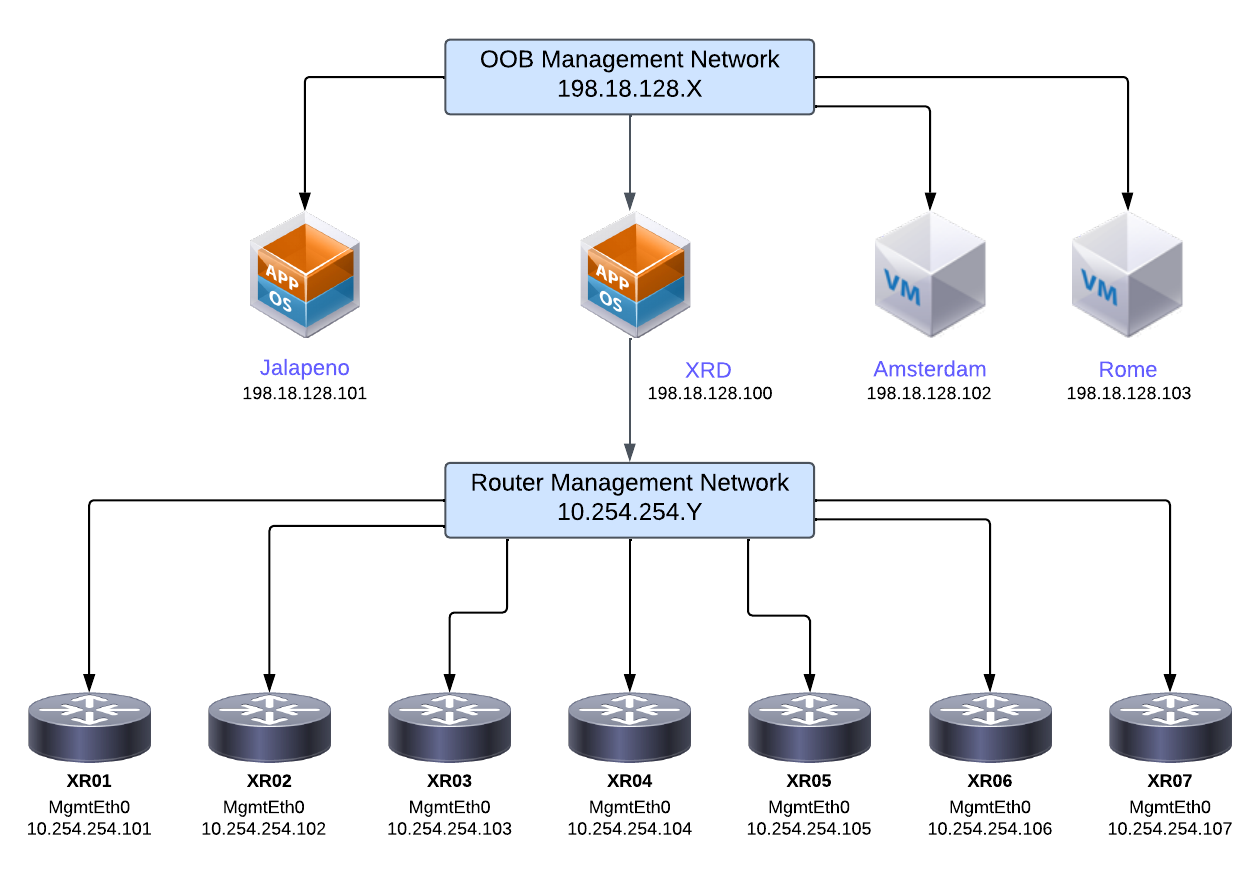 OOB Management Network
198.18.128.X
APP
OS
APP
OS
VM
VM
Jalapeno
198.18.128.101
XRD
198.18.128.100
Amsterdam
198.18.128.102
Rome
198.18.128.103
Router Management Network
10.254.254.Y
XR01
MgmtEth0
10.254.254.101
XR02
MgmtEth0
10.254.254.102
XR03
MgmtEth0
10.254.254.103
XR04
MgmtEth0
10.254.254.104
XR05
MgmtEth0
10.254.254.105
XR06
MgmtEth0
10.254.254.106
XR07
MgmtEth0
10.254.254.107